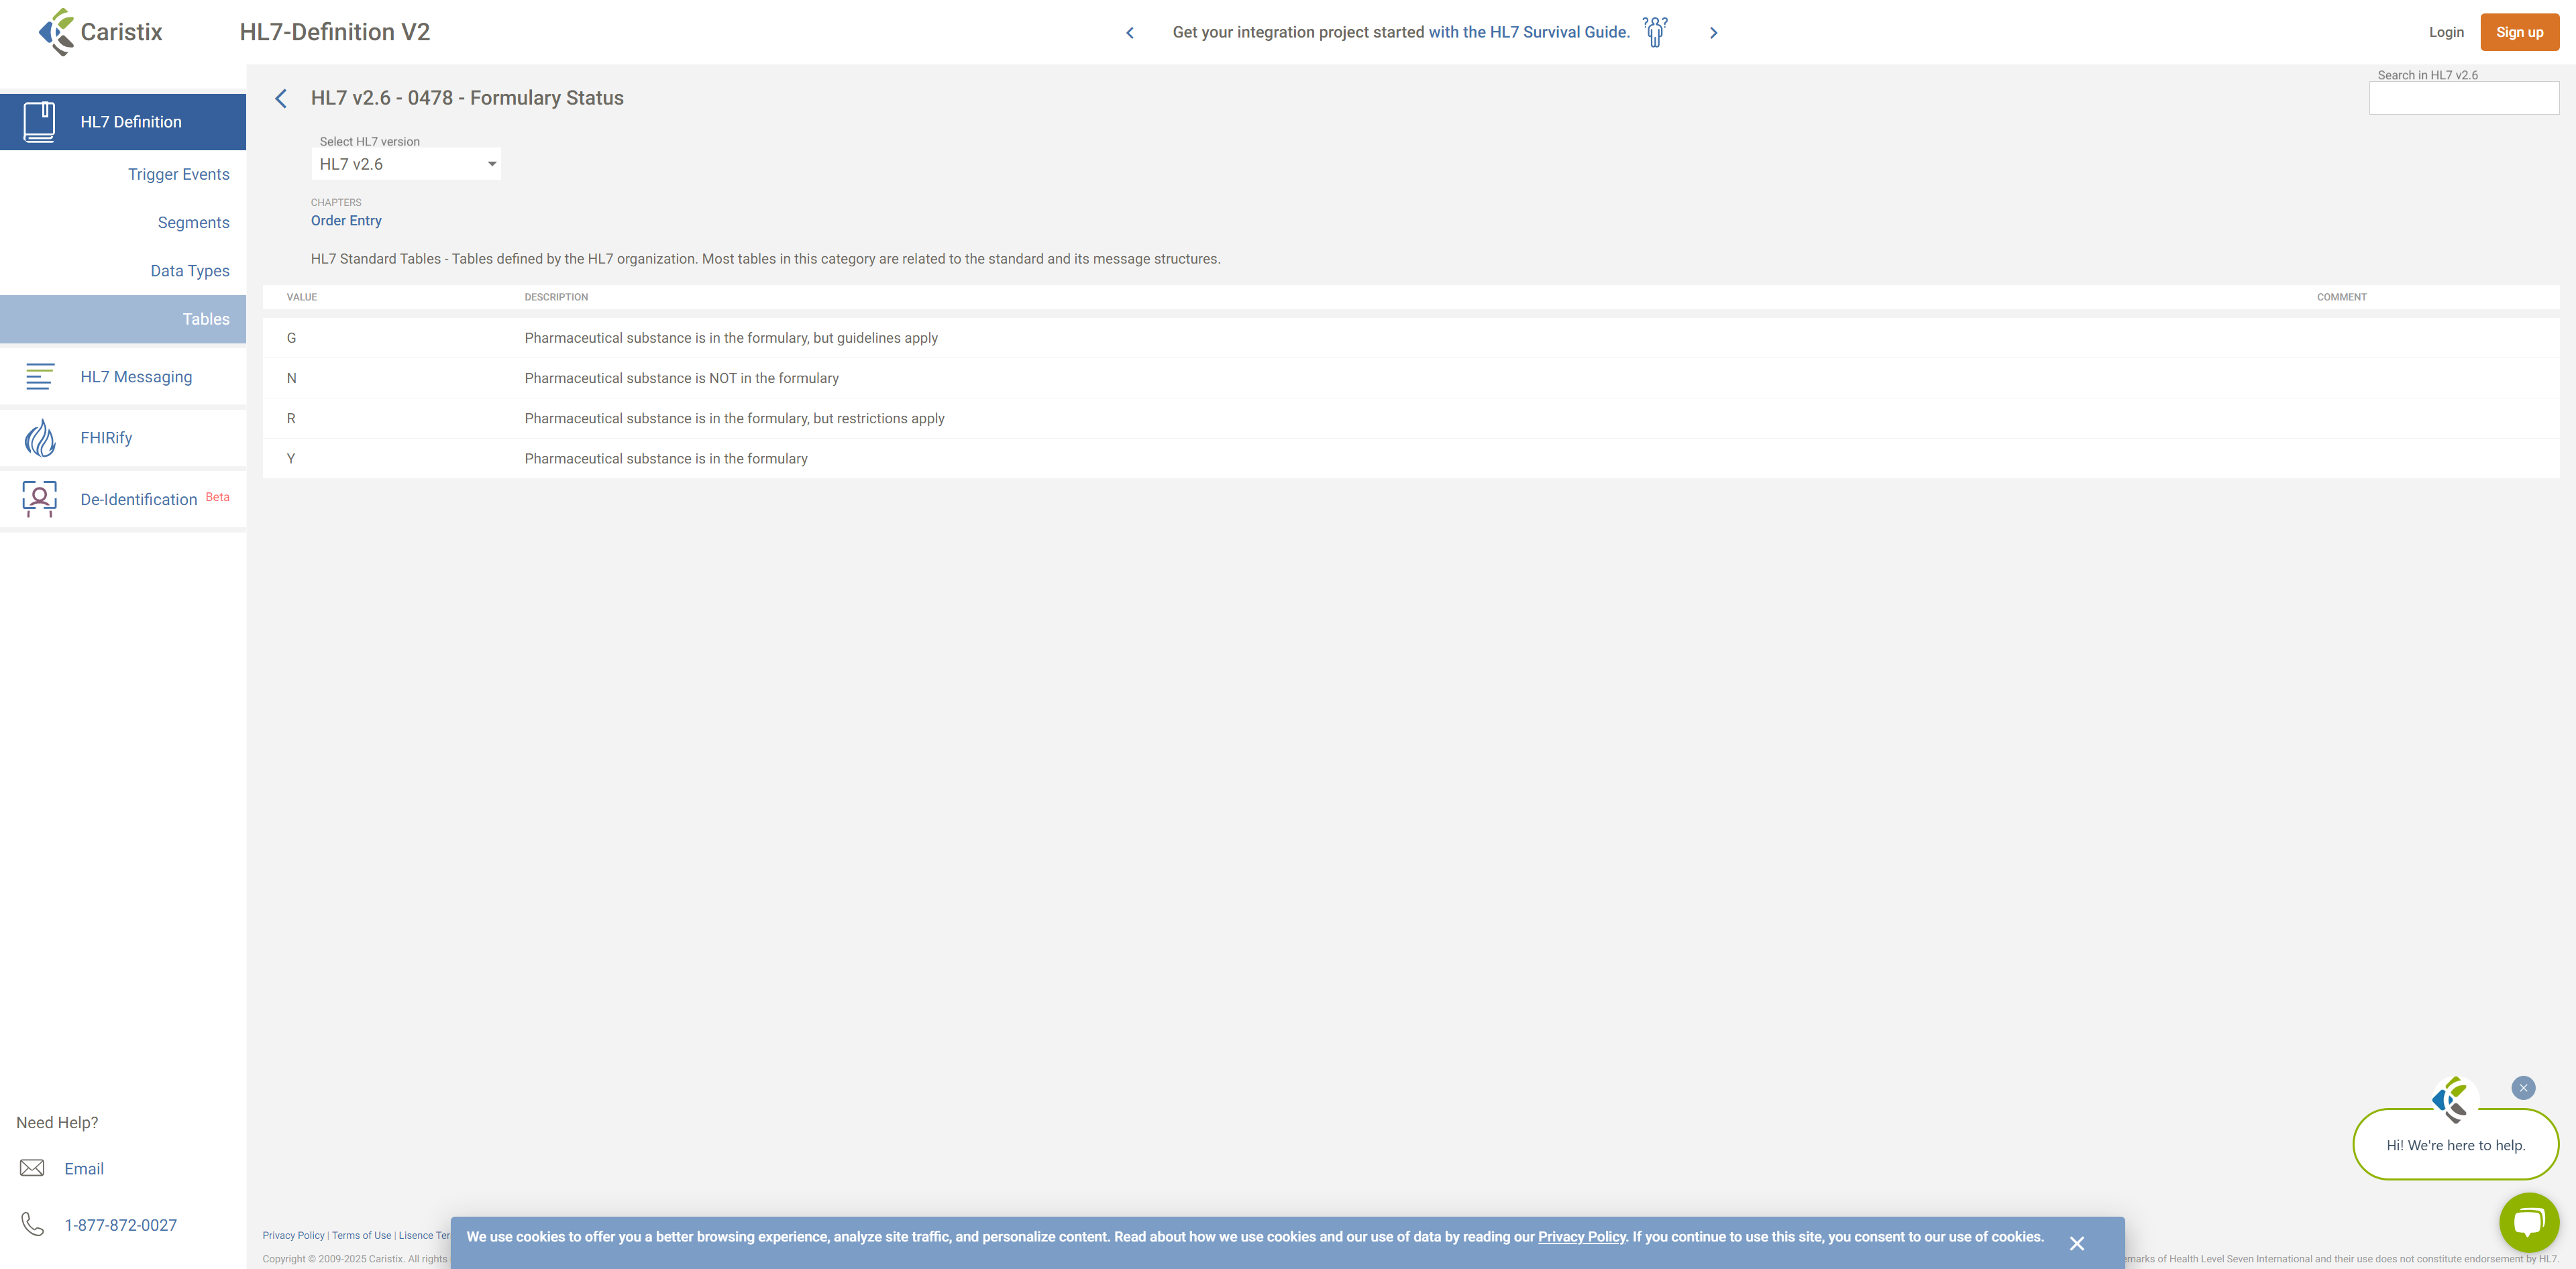 Caristix
HL7-Definition V2
Get your integration project started with the HL7 Survival Guide.
Login
Sign up
HL7 Definition
Trigger Events
Segments
Data Types
Tables
HL7 Messaging
FHIRify
De-Identification Beta
Need Help?
Email
1-877-872-0027
HL7 v2.6 - 0478 - Formulary Status
Search in HL7 v2.6
Select HL7 version
HL7 v2.6
CHAPTERS
Order Entry
HL7 Standard Tables - Tables defined by the HL7 organization. Most tables in this category are related to the standard and its message structures.
VALUE DESCRIPTION COMMENT
G Pharmaceutical substance is in the formulary, but guidelines apply
N Pharmaceutical substance is NOT in the formulary
R Pharmaceutical substance is in the formulary, but restrictions apply
Y Pharmaceutical substance is in the formulary
Hi! We're here to help.
Privacy Policy | Terms of Use | Lisence
We use cookies to offer you a better browsing experience, analyze site traffic, and personalize content. Read about how we use cookies and our use of data by reading our Privacy Policy. If you continue to use this site, you consent to our use of cookies.
Copyright © 2009-2025 Caristix. All rights
of Health Level Seven International and their use does not constitute endorsement by HL7.